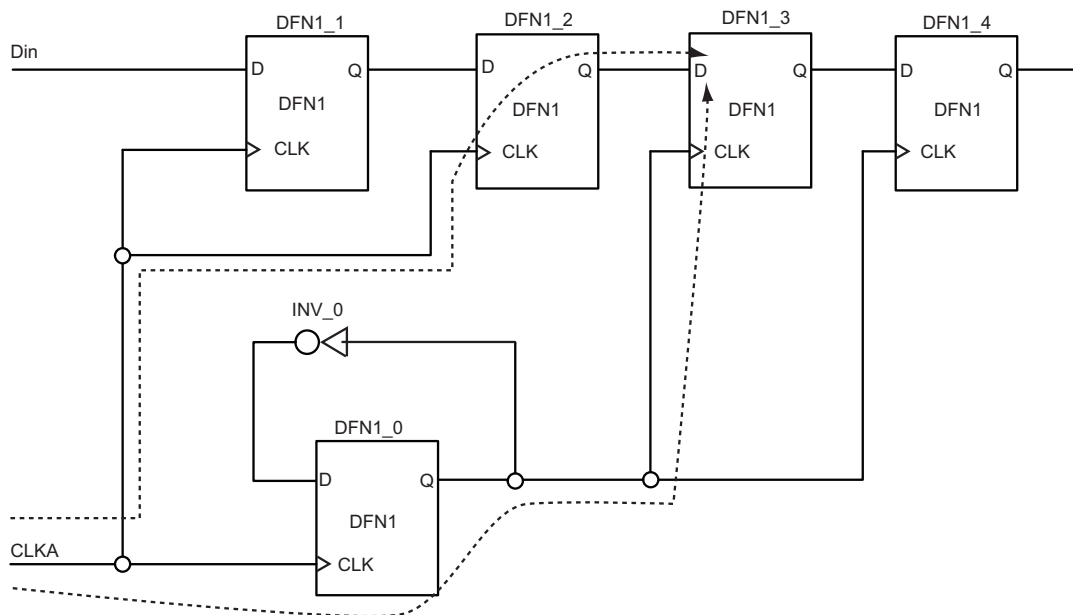 DFN1_1
DFN1_2
DFN1_3
DFN1_4
Din
D
Q
D
Q
D
Q
D
Q
DFN1
DFN1
DFN1
DFN1
CLK
CLK
CLK
CLK
INV_0
DFN1_0
D
Q
DFN1
CLKA
CLK